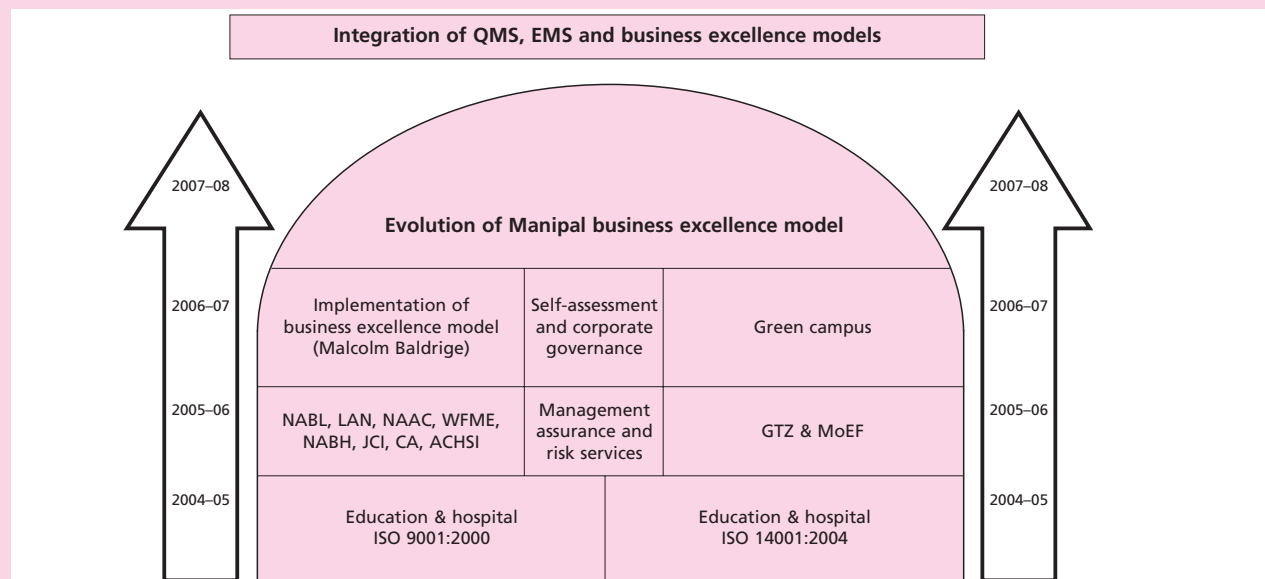 Integration of QMS, EMS and business excellence models
2007–08
2007–08
Evolution of Manipal business excellence model
2006–07
Implementation of
business excellence model
(Malcolm Baldrige)
Self-assessment
and corporate
governance
Green campus
2006–07
2005–06
NABL, LAN, NAAC, WFME,
NABH, JCI, CA, ACHSI
Management
assurance and
risk services
GTZ & MoEF
2005–06
2004–05
Education & hospital
ISO 9001:2000
Education & hospital
ISO 14001:2004
2004–05